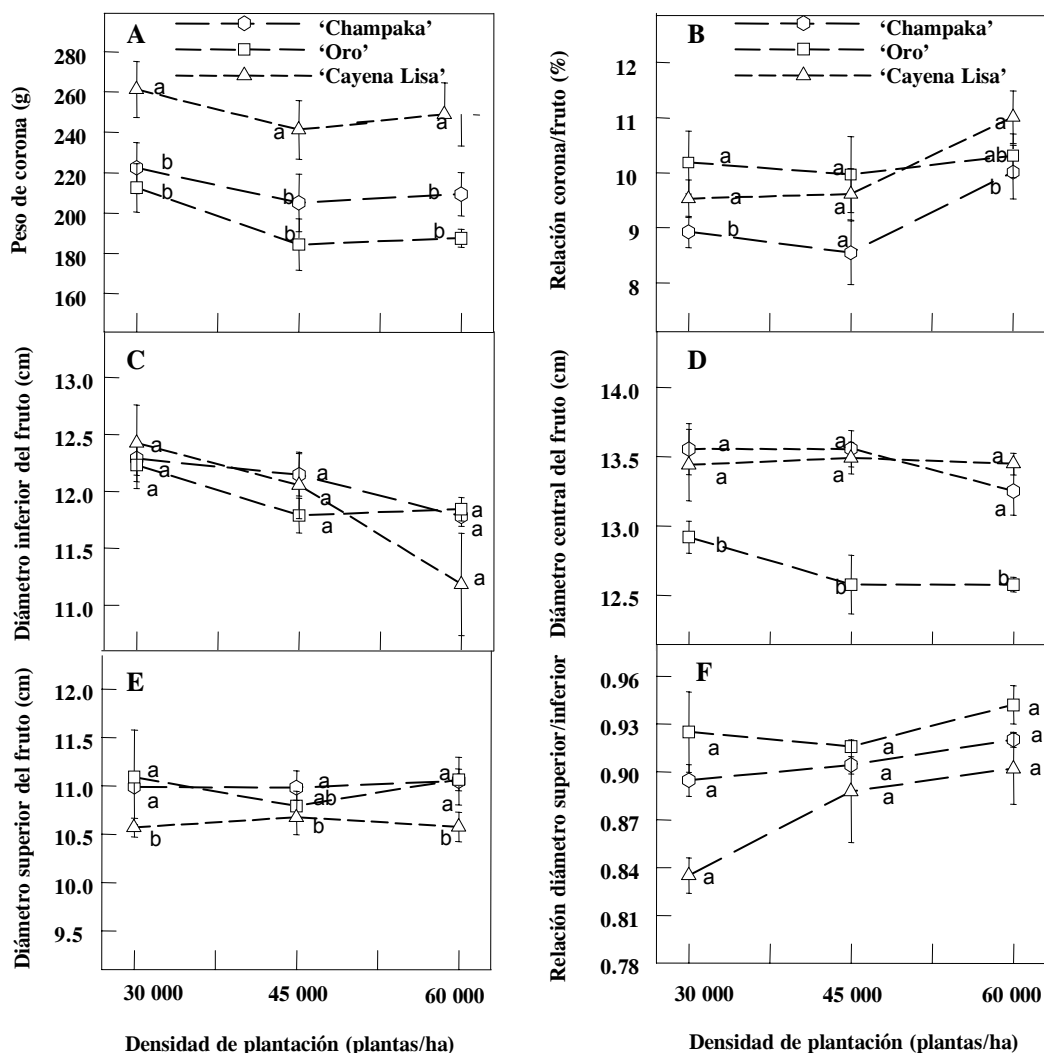 A
'Champaka'
'Oro'
'Cayena Lisa'
Peso de corona (g)
280
260
240
220
200
180
160
a
a
a
b
b
b
b
b
b
B
'Champaka'
'Oro'
'Cayena Lisa'
Relación corona/fruto (%)
12
11
10
9
8
a
a
a
a
a
ab
b
a
b
C
Diámetro inferior del fruto (cm)
13.0
12.5
12.0
11.5
11.0
a
a
a
a
a
a
a
a
a
D
Diámetro central del fruto (cm)
14.0
13.5
13.0
12.5
a
a
a
a
a
a
b
b
b
E
Diámetro superior del fruto (cm)
12.0
11.5
11.0
10.5
10.0
9.5
a
a
a
ab
a
a
b
b
b
30 000
45 000
60 000
Densidad de plantación (plantas/ha)
F
Relación diámetro superior/inferior
0.96
0.93
0.90
0.87
0.84
0.81
0.78
a
a
a
a
a
a
a
a
a
30 000
45 000
60 000
Densidad de plantación (plantas/ha)